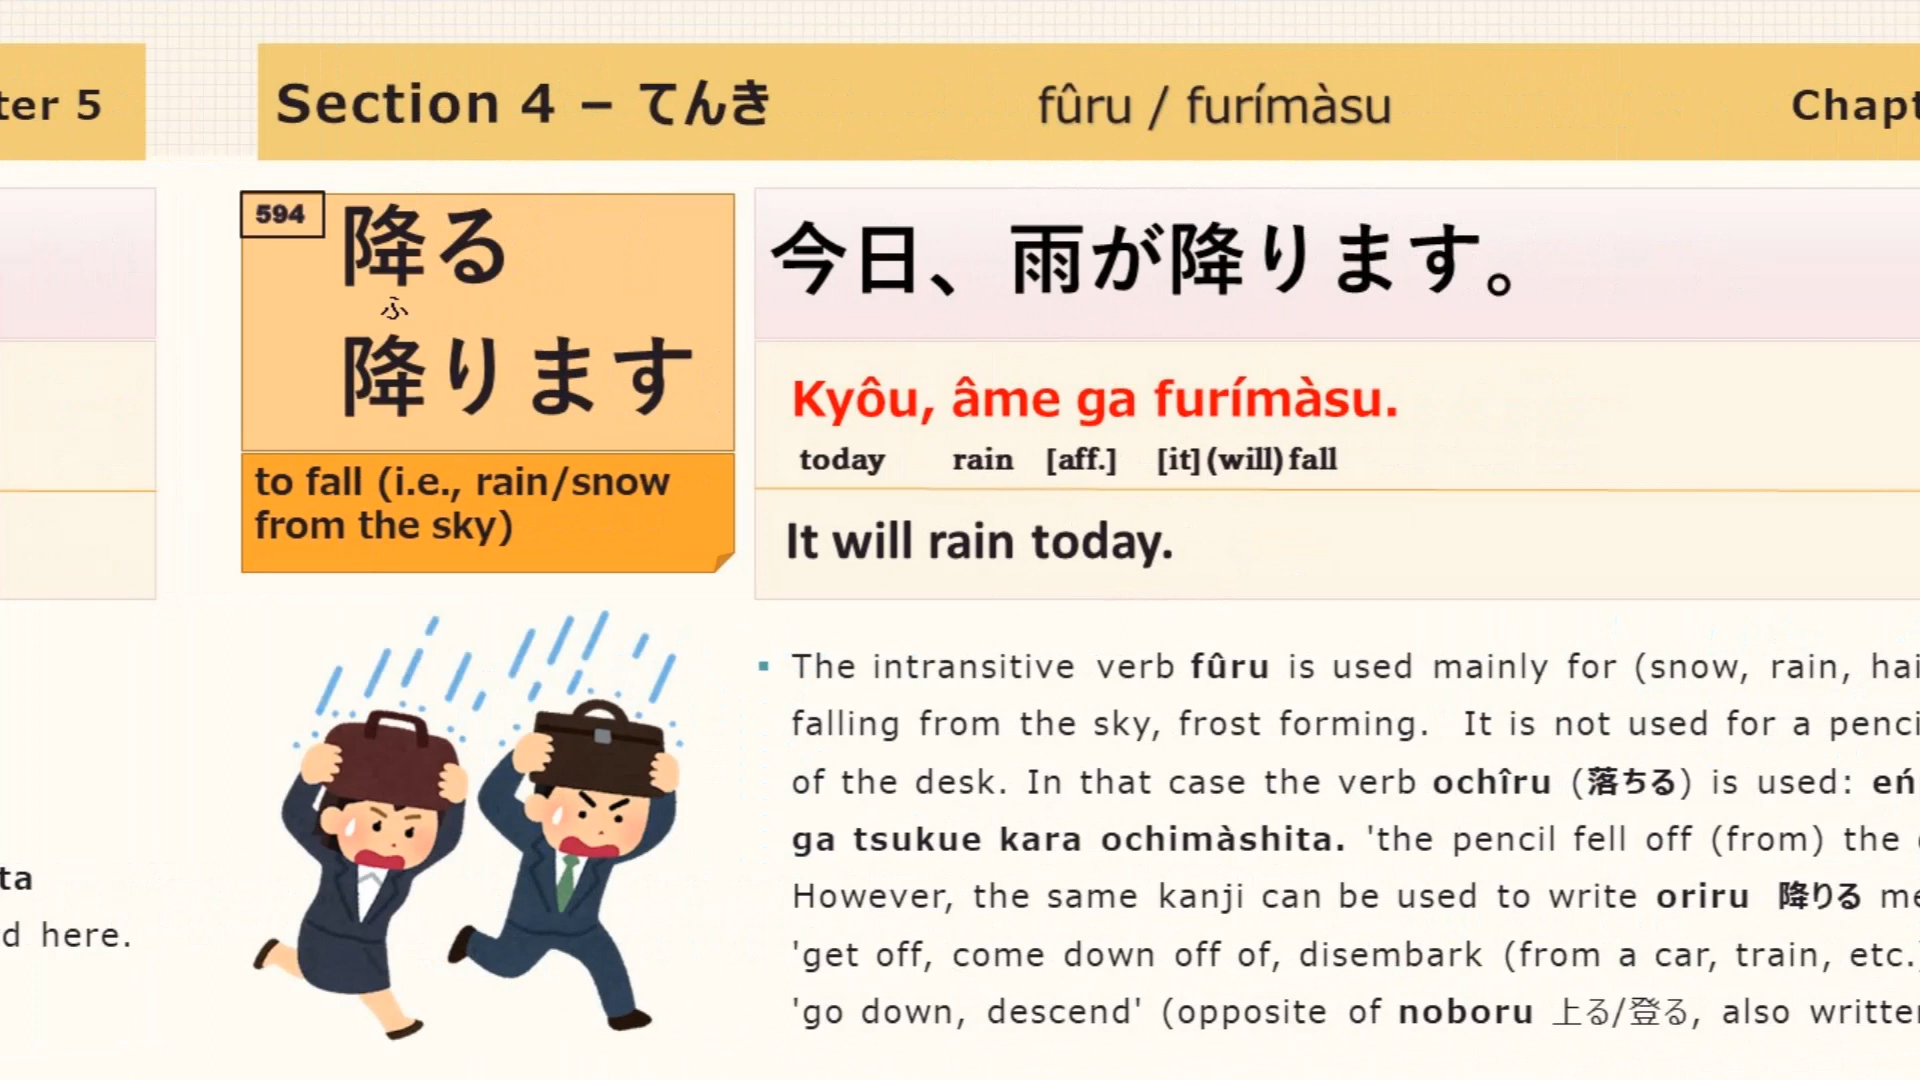 ter 5
Section 4 – てんき fûru / furímàsu Chapt
594
降る
ふ
降ります
to fall (i.e., rain/snow
from the sky)
今日、雨が降ります。
Kyôu, âme ga furímàsu.
today rain [aff.] [it] (will) fall
It will rain today.
ta
d here.
▪ The intransitive verb fûru is used mainly for (snow, rain, hai
falling from the sky, frost forming. It is not used for a penci
of the desk. In that case the verb ochîru (落ちる) is used: eń
ga tsukue kara ochimàshita. 'the pencil fell off (from) the
However, the same kanji can be used to write oriru 降りる me
'get off, come down off of, disembark (from a car, train, etc.)
'go down, descend' (opposite of noboru 上る/登る, also written